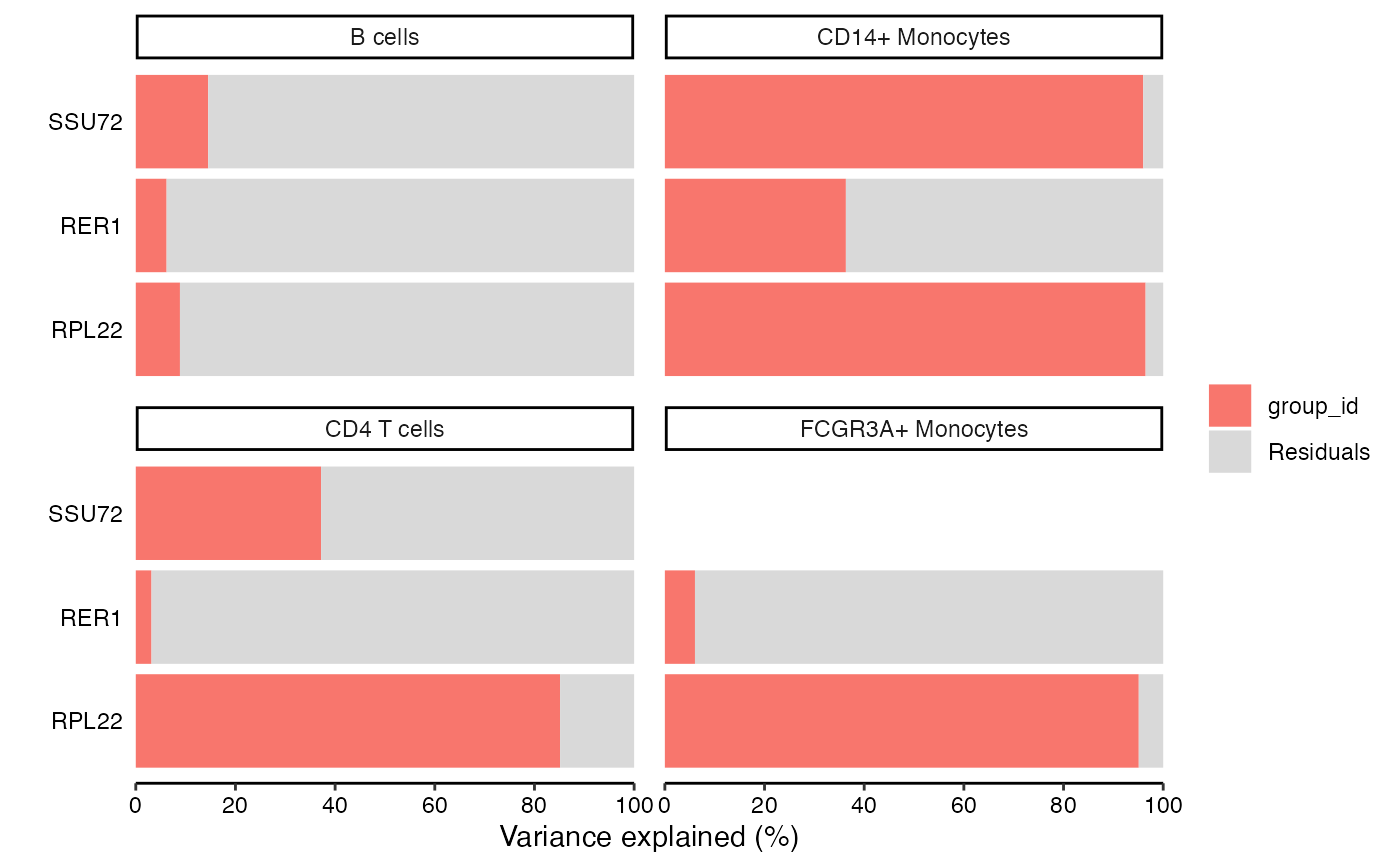 B cells
CD14+ Monocytes
SSU72
RER1
RPL22
CD4 T cells
FCGR3A+ Monocytes
SSU72
RER1
RPL22
0 20 40 60 80 100 0 20 40 60 80 100
Variance explained (%)
group_id
Residuals